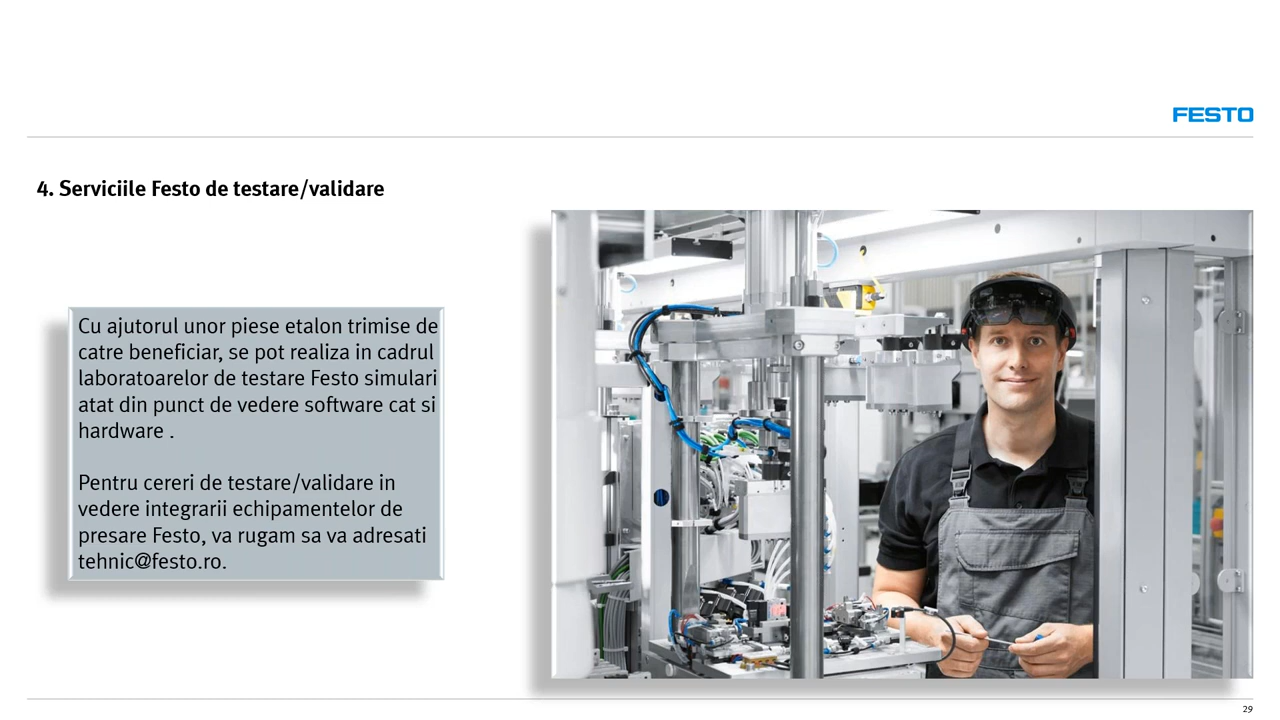 FESTO
4. Serviciile Festo de testare/validare
Cu ajutorul unor piese etalon trimise de
catre beneficiar, se pot realiza in cadrul
laboratoarelor de testare Festo simulari
atat din punct de vedere software cat si
hardware .
Pentru cereri de testare/validare in
vedere integrarii echipamentelor de
presare Festo, va rugam sa va adresati
tehnic@festo.ro.
29